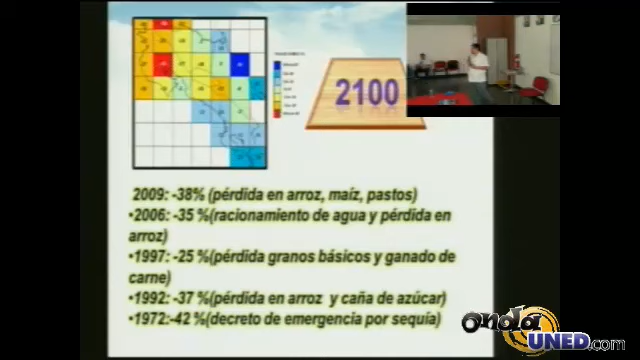 2100
2009: -38% (pérdida en arroz, maíz, pastos)
•2006: -35 %(racionamiento de agua y pérdida en
arroz)
•1997: -25 %(pérdida granos básicos y ganado de
carne)
•1992: -37 %(pérdida en arroz y caña de azúcar)
•1972:-42 %(decreto de emergencia por sequía)
onda
UNED.com